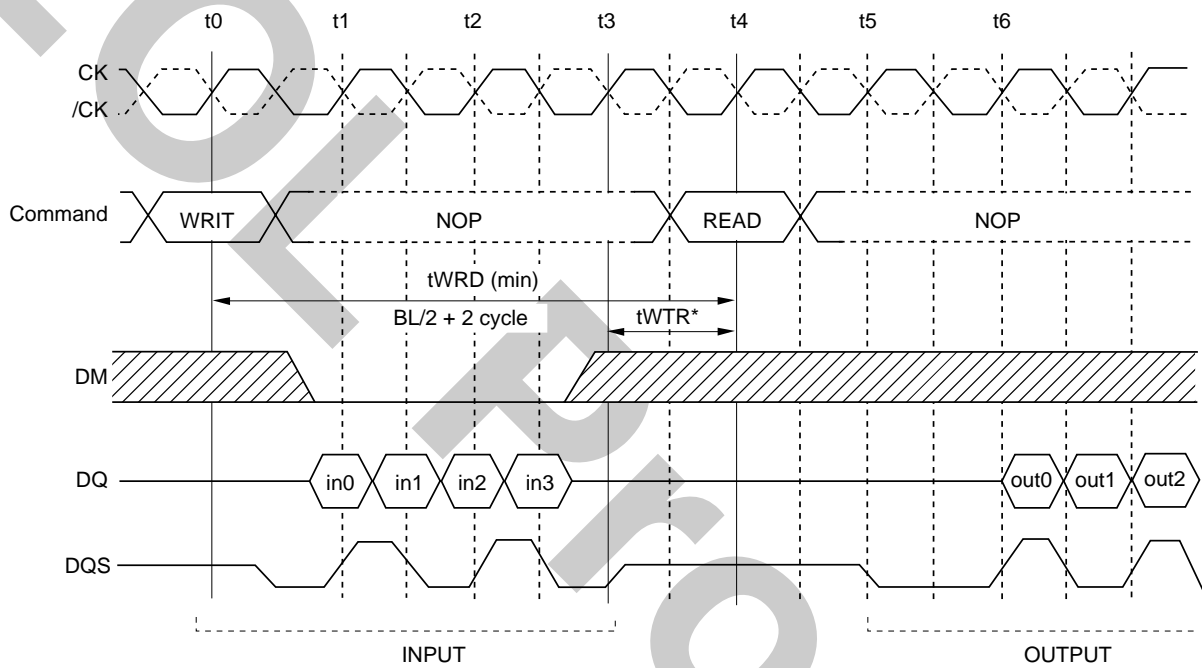 t0 t1 t2 t3 t4 t5 t6
CK
/CK
Command WRIT NOP READ NOP
tWRD (min)
BL/2 + 2 cycle tWTR*
DM
DQ in0 in1 in2 in3 out0 out1 out2
DQS
INPUT OUTPUT